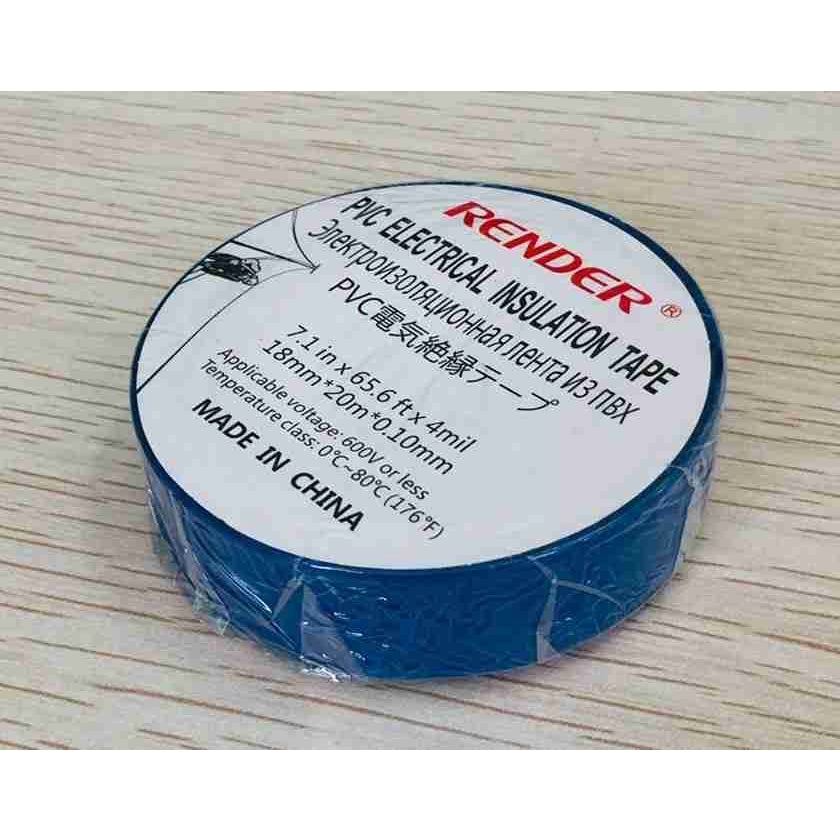 RENDER®
PVC ELECTRICAL INSULATION TAPE
Электроизоляционная лента из ПВХ
PVC電気絶縁テープ
7.1 in x 65.6 ft x 4mil
18mm*20m*0.10mm
Applicable voltage: 600V or less
Temperature class: 0℃~80℃ (176℉)
MADE IN CHINA